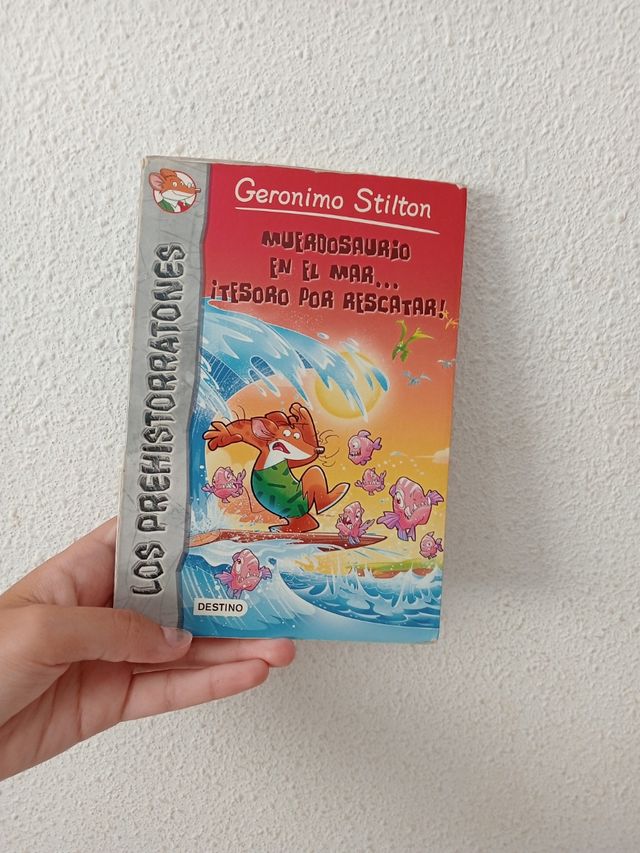 Geronimo Stilton
MUERDOSAURIO
EN EL MAR...
¡TESORO POR RESCATAR!
LOS PREHISTORRATONES
DESTINO